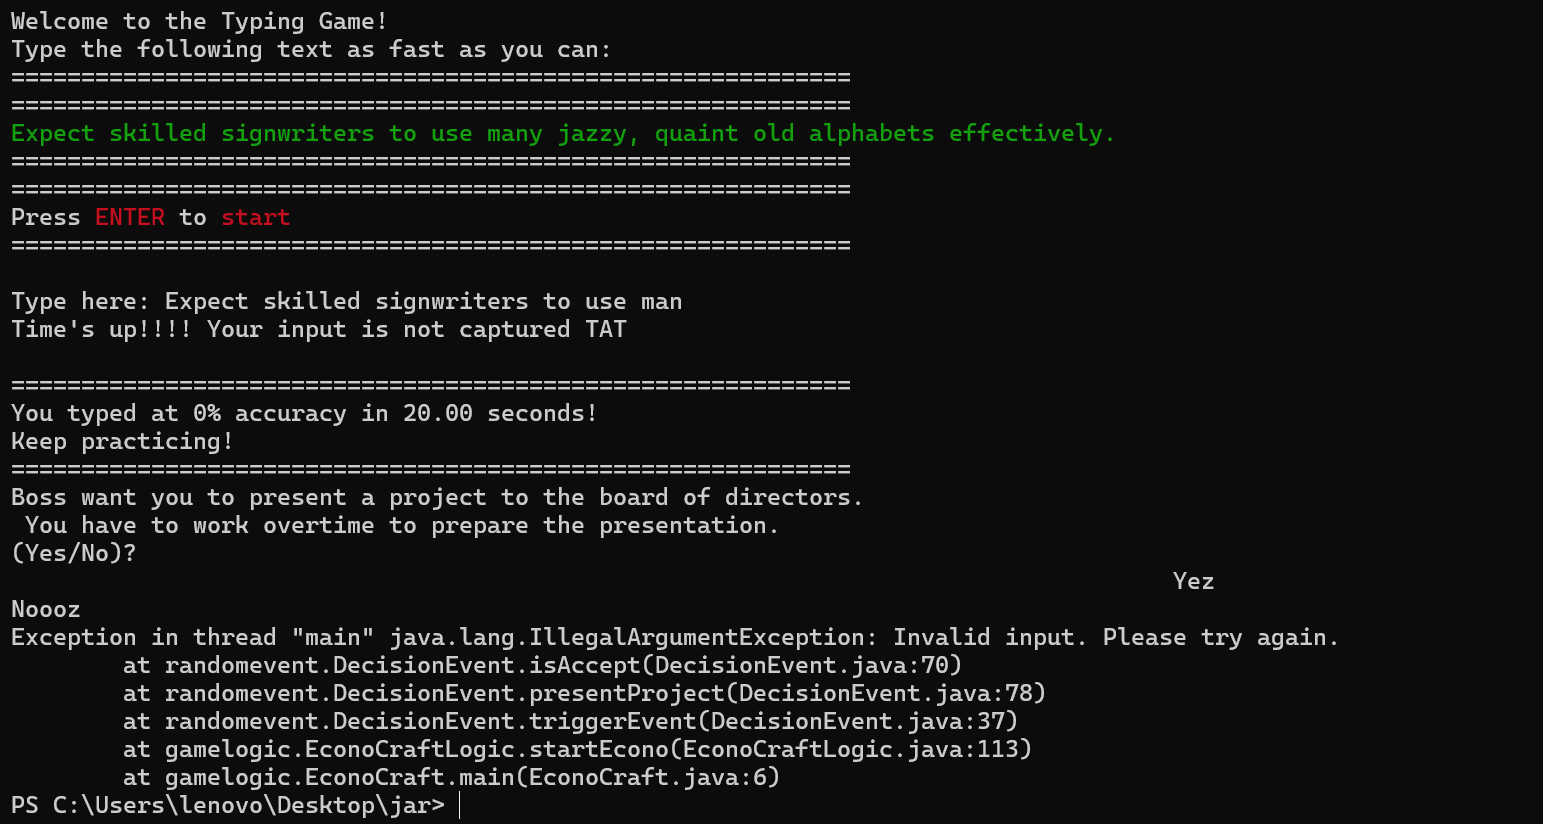 Welcome to the Typing Game!
Type the following text as fast as you can:
============================================================
============================================================
Expect skilled signwriters to use many jazzy, quaint old alphabets effectively.
============================================================
============================================================
Press ENTER to start
============================================================
Type here: Expect skilled signwriters to use man
Time's up!!!! Your input is not captured TAT
============================================================
You typed at 0% accuracy in 20.00 seconds!
Keep practicing!
============================================================
Boss want you to present a project to the board of directors.
You have to work overtime to prepare the presentation.
(Yes/No)?
Yez
Noooz
Exception in thread "main" java.lang.IllegalArgumentException: Invalid input. Please try again.
at randomevent.DecisionEvent.isAccept(DecisionEvent.java:70)
at randomevent.DecisionEvent.presentProject(DecisionEvent.java:78)
at randomevent.DecisionEvent.triggerEvent(DecisionEvent.java:37)
at gamelogic.EconoCraftLogic.startEcono(EconoCraftLogic.java:113)
at gamelogic.EconoCraft.main(EconoCraft.java:6)
PS C:\Users\lenovo\Desktop\jar>